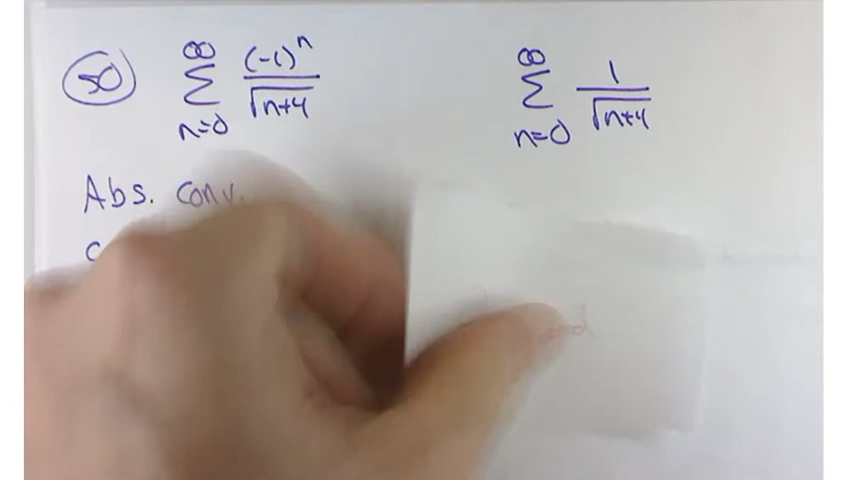 50 ∞ ∑ n=0 (-1)^n / √n+4
∞ ∑ n=0 1 / √n+4
Abs. conv.